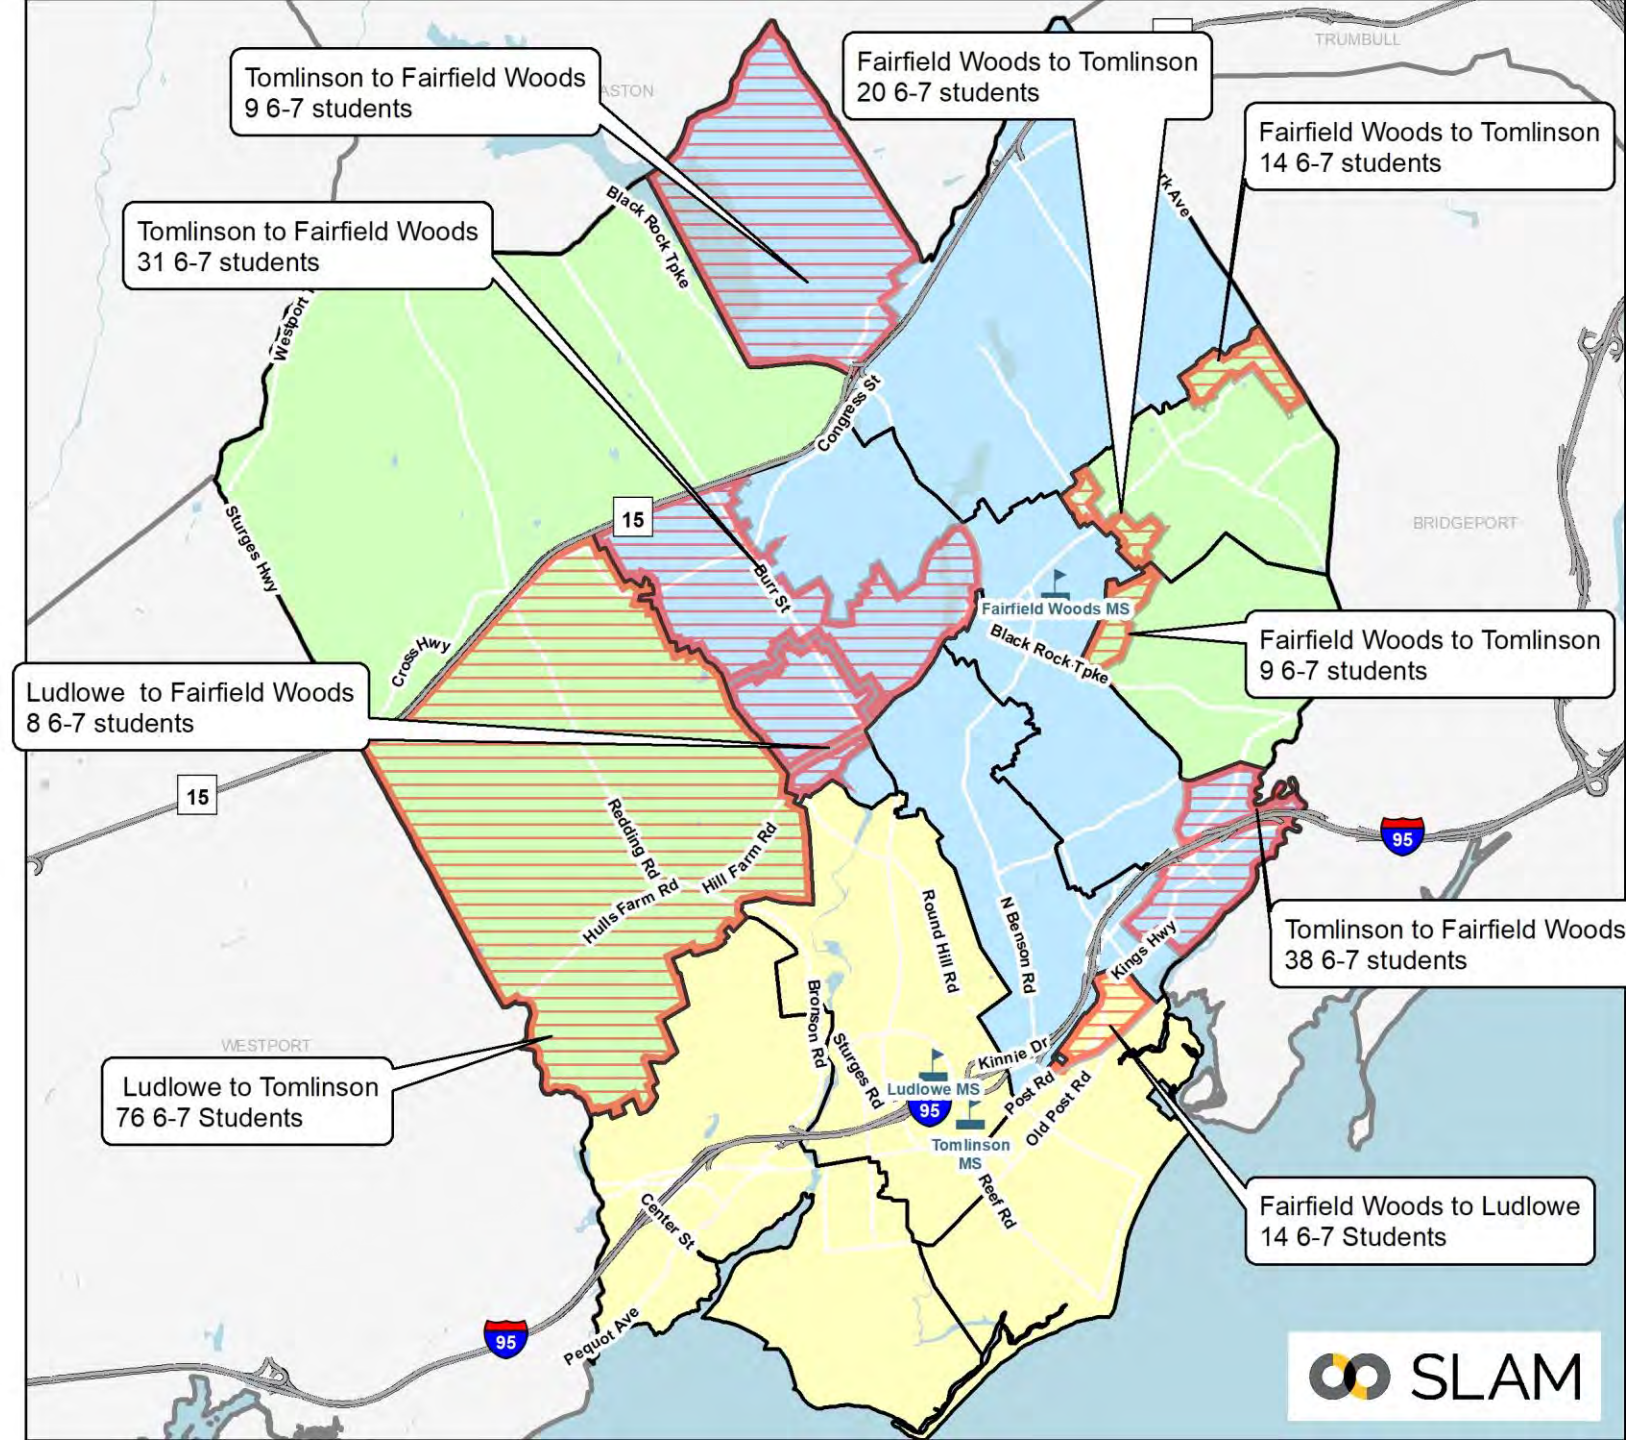 TRUMBULL
Fairfield Woods to Tomlinson
20 6-7 students
Tomlinson to Fairfield Woods
9 6-7 students
ASTON
Fairfield Woods to Tomlinson
14 6-7 students
rk Ave
Black Rock Tpke
Tomlinson to Fairfield Woods
31 6-7 students
Westport
Congress St
15
BRIDGEPORT
Sturges Hwy
Burr St
Fairfield Woods MS
Black Rock Tpke
Fairfield Woods to Tomlinson
9 6-7 students
Cross Hwy
Ludlowe to Fairfield Woods
8 6-7 students
15
95
Redding Rd
Hill Farm Rd
Hulls Farm Rd
Round Hill Rd
N Benson Rd
Kings Hwy
Tomlinson to Fairfield Woods
38 6-7 students
Bronson Rd
Sturges Rd
WESTPORT
Kinnie Dr
Ludlowe to Tomlinson
76 6-7 Students
Ludlowe MS
95
Post Rd
Old Post Rd
Tomlinson
MS
Reef Rd
Center St
Fairfield Woods to Ludlowe
14 6-7 Students
95
Pequot Ave
SLAM